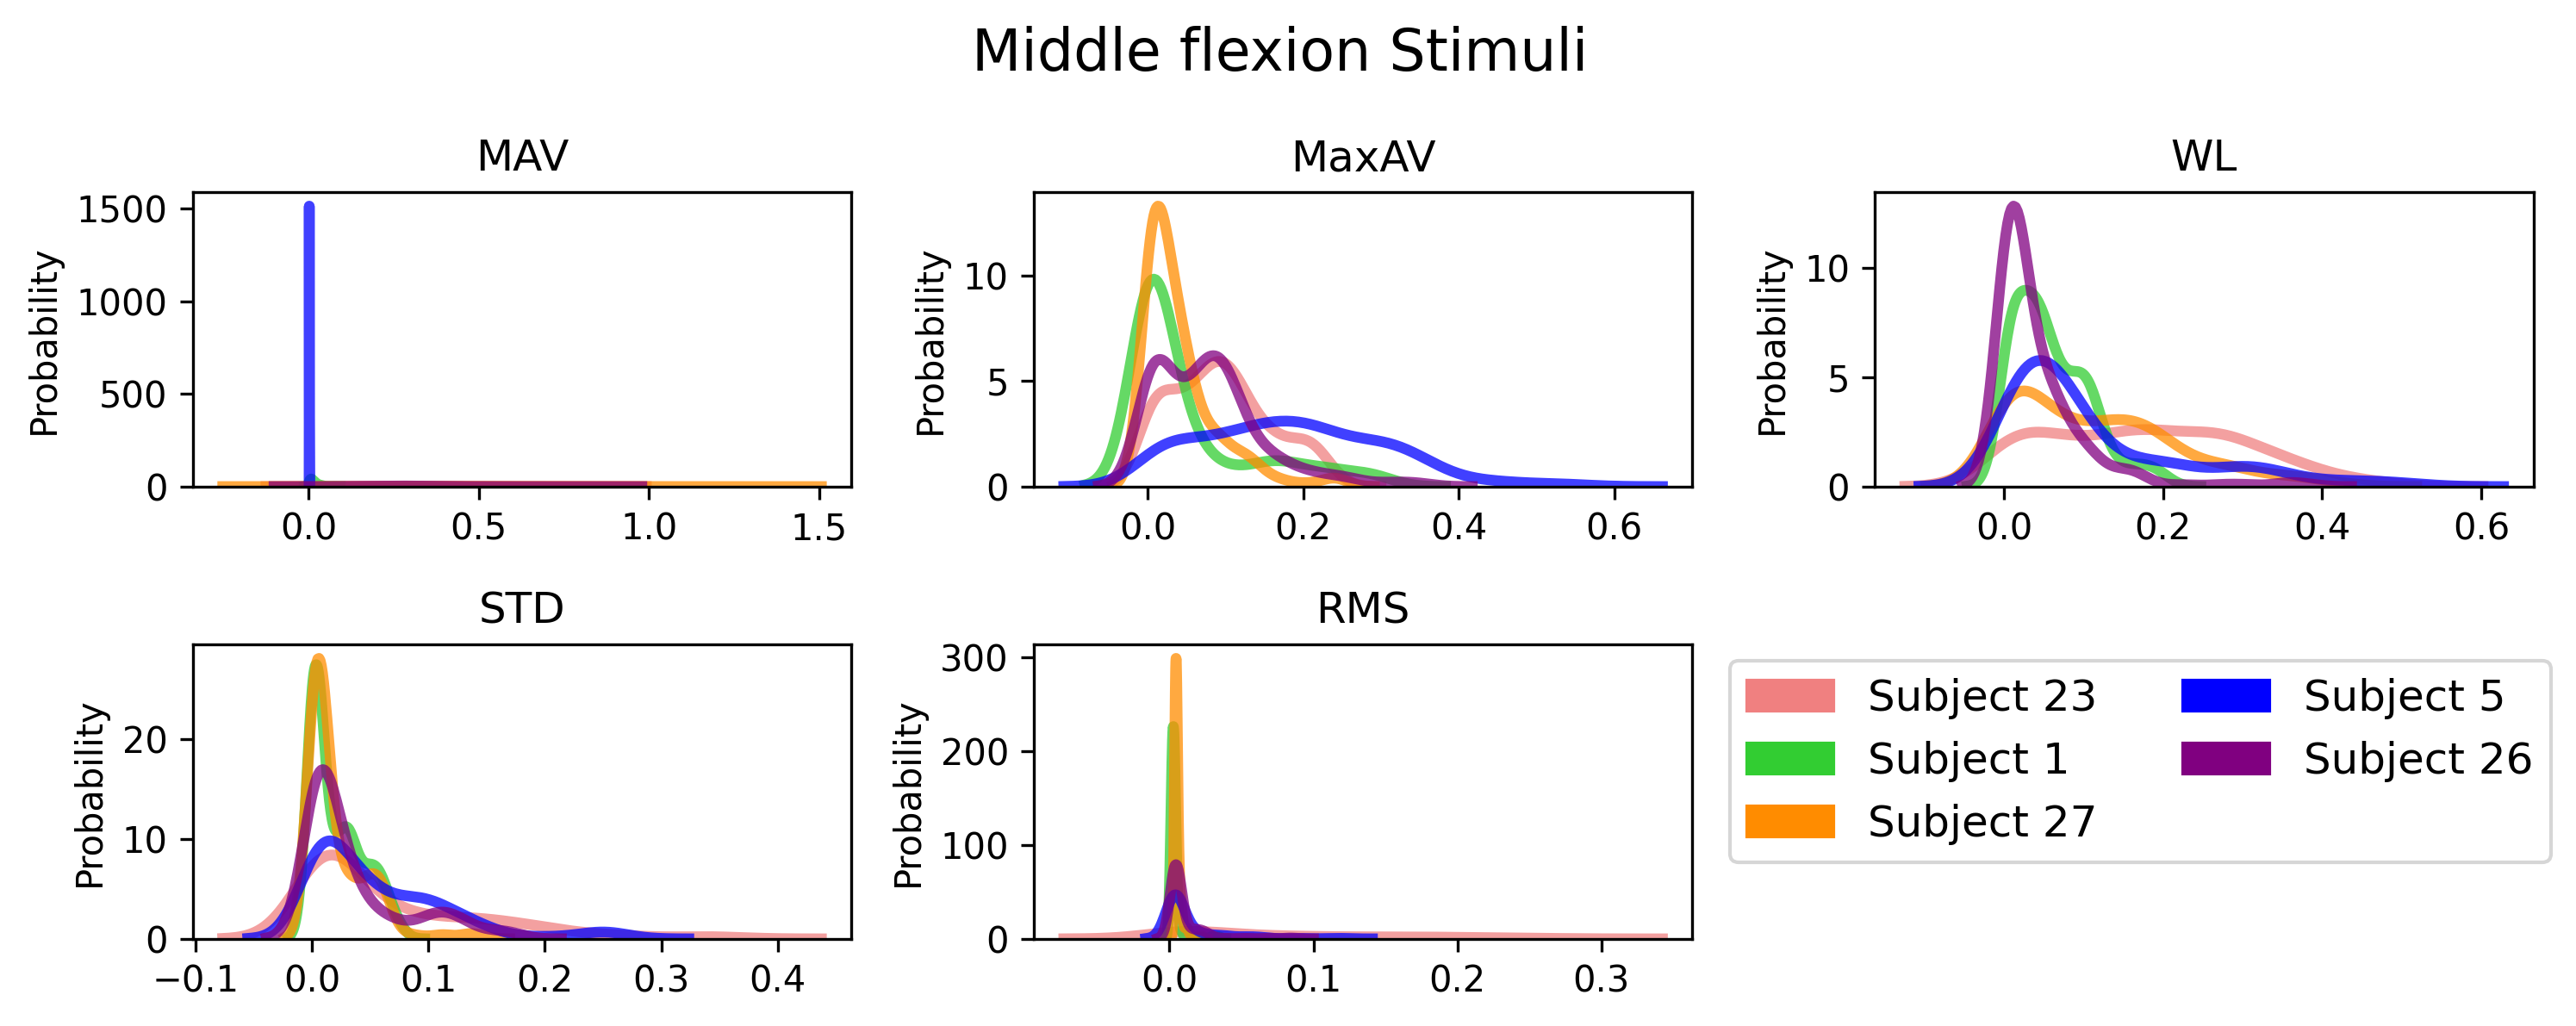 Middle flexion Stimuli
MAV
Probability
1500
1000
500
0
0.0 0.5 1.0 1.5
MaxAV
Probability
10
5
0
0.0 0.2 0.4 0.6
WL
Probability
10
5
0
0.0 0.2 0.4 0.6
STD
Probability
20
10
0
−0.1 0.0 0.1 0.2 0.3 0.4
RMS
Probability
300
200
100
0
0.0 0.1 0.2 0.3
Subject 23
Subject 1
Subject 27
Subject 5
Subject 26